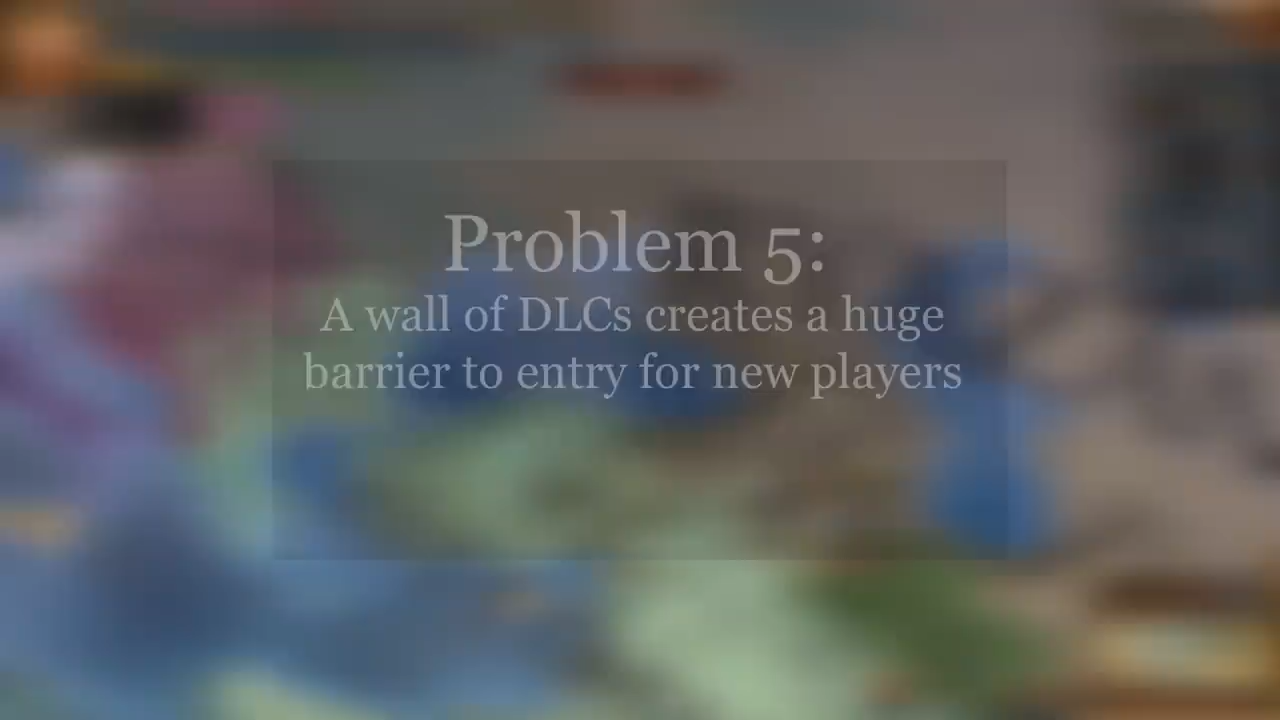 Problem 5:
A wall of DLCs creates a huge
barrier to entry for new players